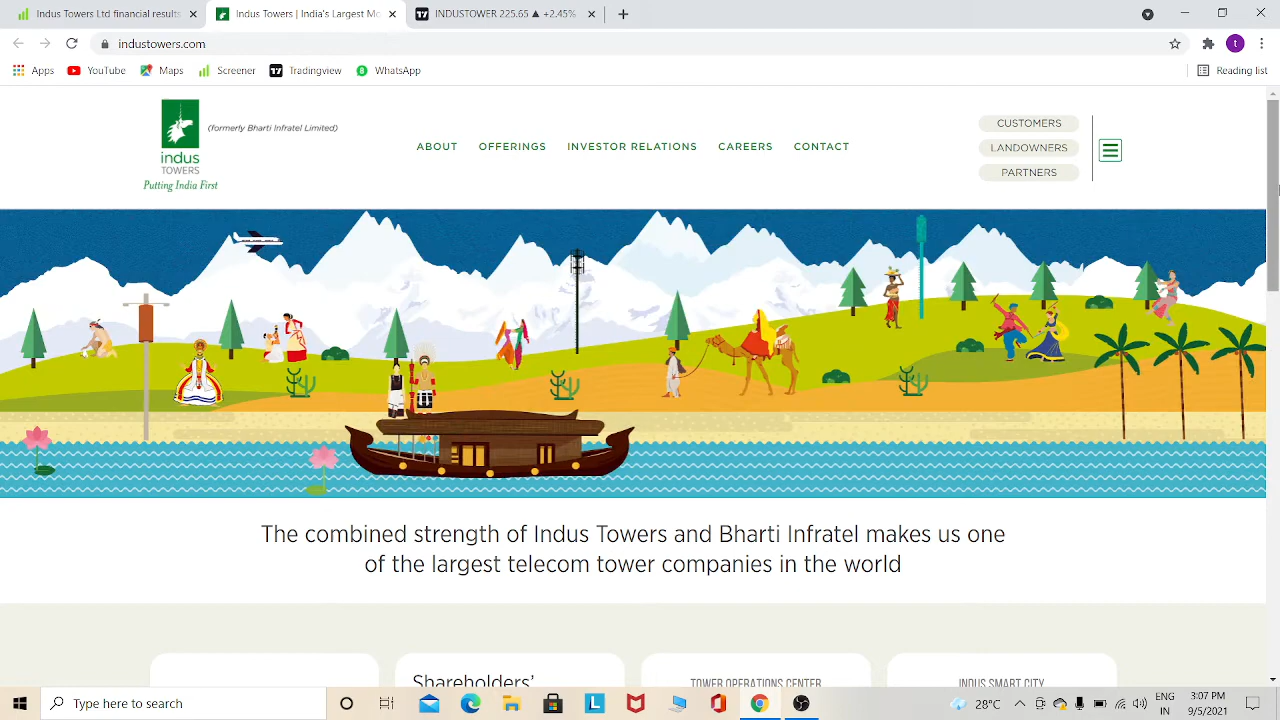 Indus Towers Ltd financial results
India's Largest Mo
INDUSTOWER 225.65 ▲ +2.45%
industowers.com
Apps
YouTube
Maps
Screener
Tradingview
WhatsApp
Reading list
indus
TOWERS
Putting India First
(formerly Bharti Infratel Limited)
ABOUT
OFFERINGS
INVESTOR RELATIONS
CAREERS
CONTACT
CUSTOMERS
LANDOWNERS
PARTNERS
The combined strength of Indus Towers and Bharti Infratel makes us one
of the largest telecom tower companies in the world
Shareholders'
TOWER OPERATIONS CENTER
INDUS SMART CITY
Type here to search
28°C
ENG
IN
3:07 PM
9/5/2021